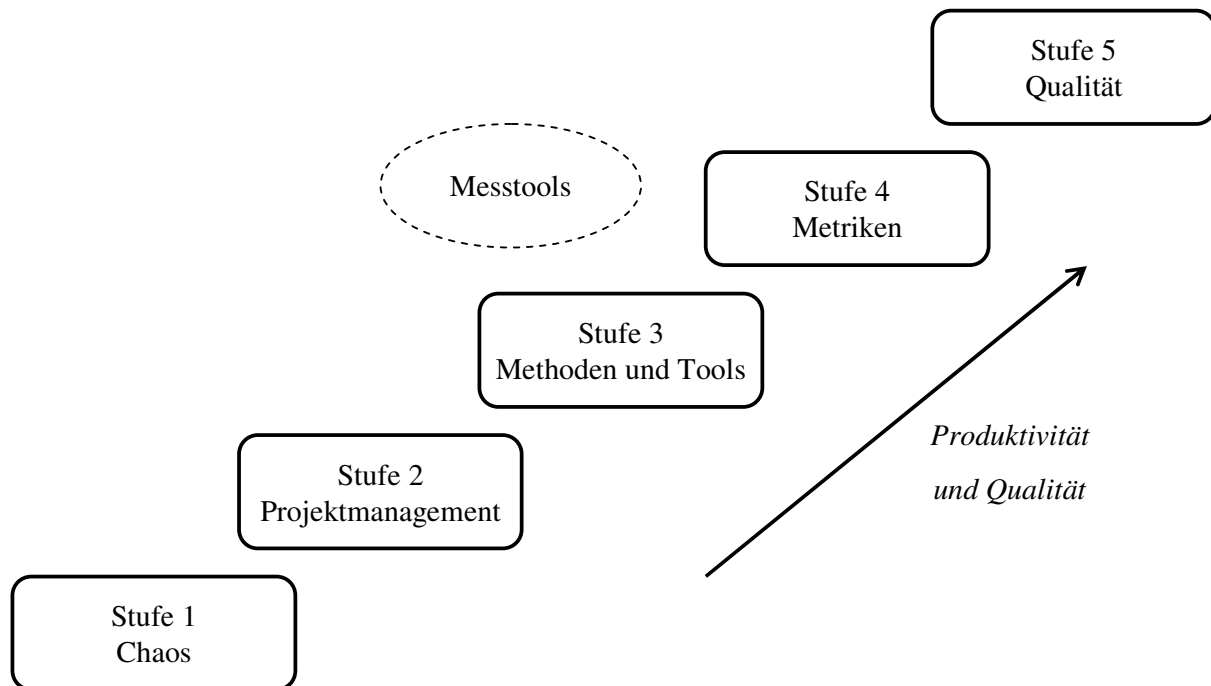 Stufe 5
Qualität
Messtools
Stufe 4
Metriken
Stufe 3
Methoden und Tools
Produktivität
und Qualität
Stufe 2
Projektmanagement
Stufe 1
Chaos